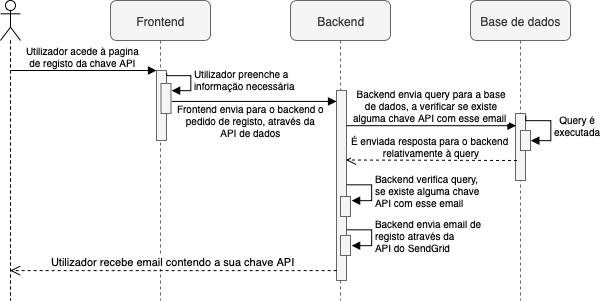 Frontend
Backend
Base de dados
Utilizador acede à pagina
de registo da chave API
Utilizador preenche a
informação necessária
Frontend envia para o backend o
pedido de registo, através da
API de dados
Backend envia query para a base
de dados, a verificar se existe
alguma chave API com esse email
Query é
executada
É enviada resposta para o backend
relativamente à query
Backend verifica query,
se existe alguma chave
API com esse email
Backend envia email de
registo através da
API do SendGrid
Utilizador recebe email contendo a sua chave API